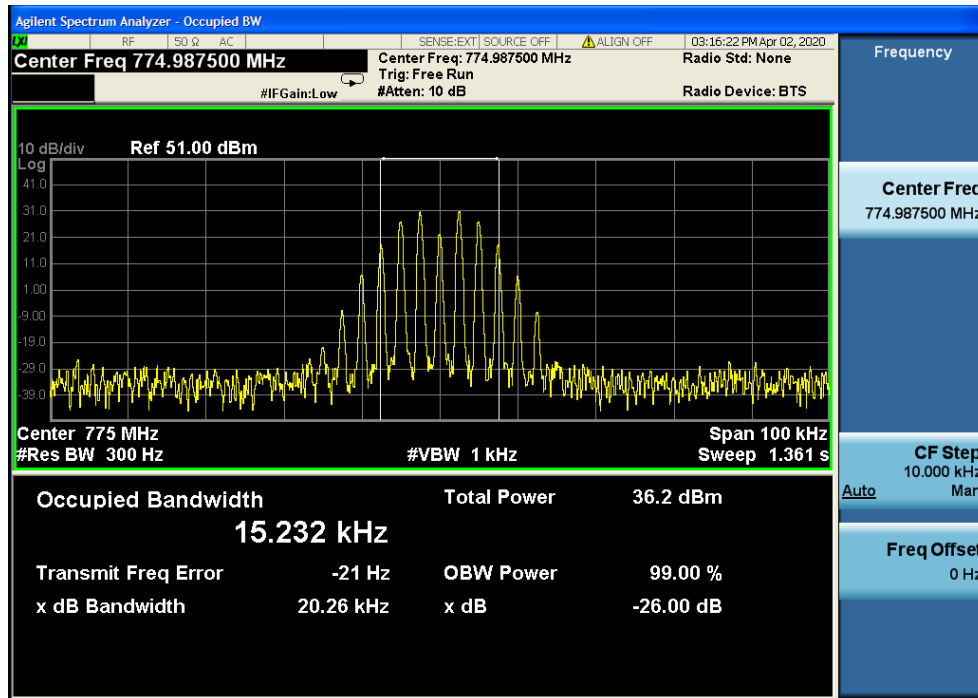 Agilent Spectrum Analyzer - Occupied BW
LXI RF 50 Ω AC SENSE:EXT SOURCE OFF ALIGN OFF 03:16:22 PM Apr 02, 2020
Center Freq 774.987500 MHz
Center Freq: 774.987500 MHz
Radio Std: None
Trig: Free Run
#IFGain:Low
#Atten: 10 dB
Radio Device: BTS
10 dB/div Ref 51.00 dBm
Log
41.0
31.0
21.0
11.0
1.00
-9.00
-19.0
-29.0
-39.0
Center 775 MHz Span 100 kHz
#Res BW 300 Hz #VBW 1 kHz Sweep 1.361 s
Occupied Bandwidth Total Power 36.2 dBm
15.232 kHz
Transmit Freq Error -21 Hz OBW Power 99.00 %
x dB Bandwidth 20.26 kHz x dB -26.00 dB
Frequency
Center Freq
774.987500 MHz
CF Step
10.000 kHz
Auto Man
Freq Offset
0 Hz